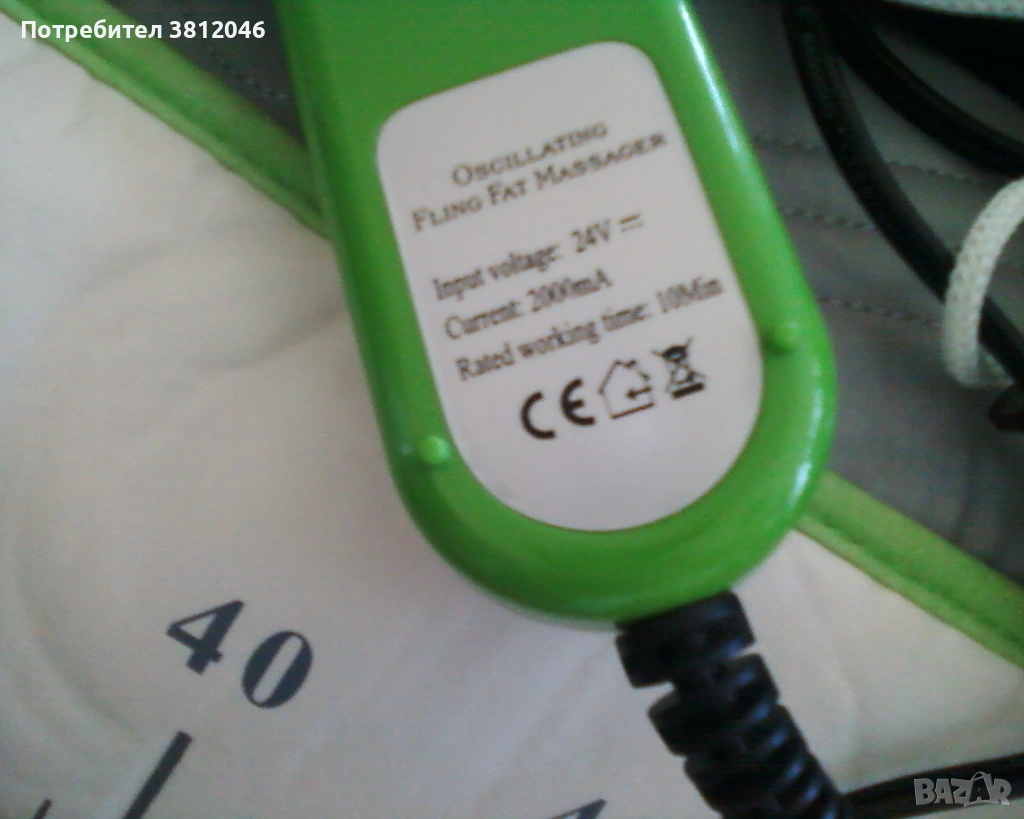 Потребител 3812046
OSCILLATING
FLING FAT MASSAGER
Input voltage: 24V
Current: 2000mA
Rated working time: 10Min
CE
40
BAZAR